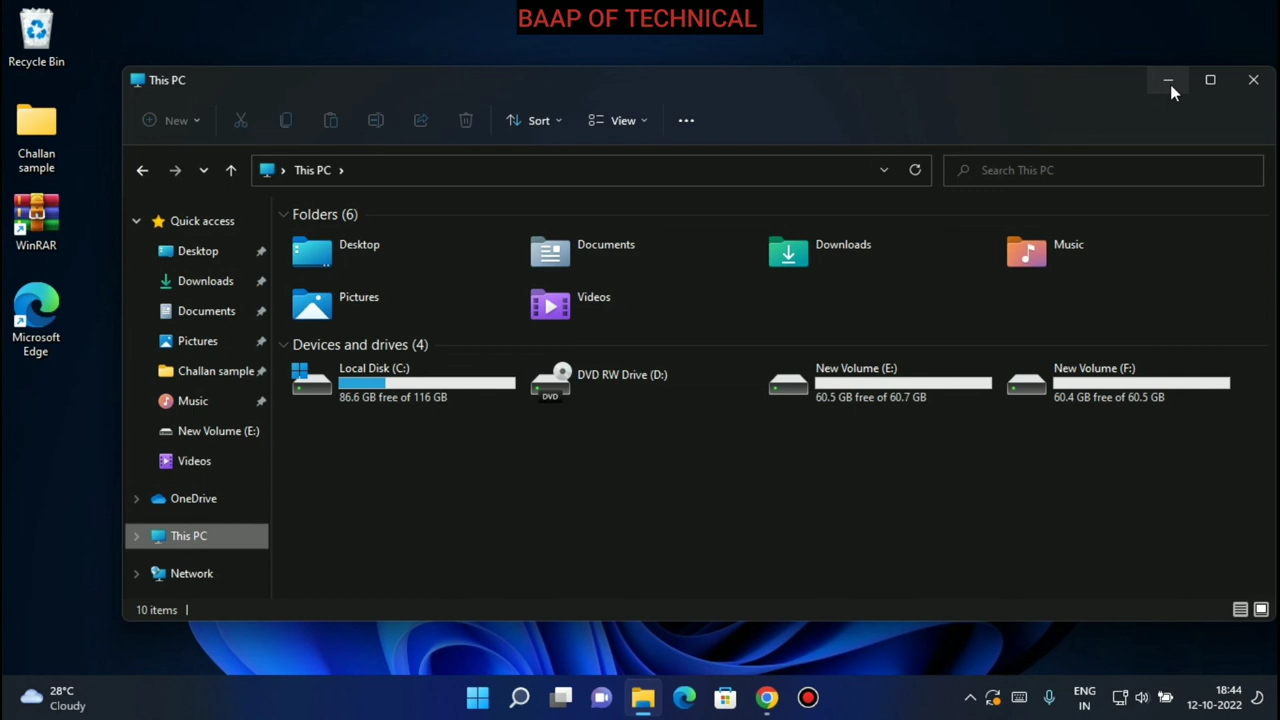 BAAP OF TECHNICAL
Recycle Bin
Challan
sample
WinRAR
Microsoft
Edge
This PC
New
Sort
View
This PC
Search This PC
Quick access
Desktop
Downloads
Documents
Pictures
Challan sample
Music
New Volume (E:)
Videos
OneDrive
This PC
Network
Folders (6)
Desktop
Documents
Downloads
Music
Pictures
Videos
Devices and drives (4)
Local Disk (C:)
86.6 GB free of 116 GB
DVD RW Drive (D:)
DVD
New Volume (E:)
60.5 GB free of 60.7 GB
New Volume (F:)
60.4 GB free of 60.5 GB
10 items
28°C
Cloudy
ENG
IN
18:44
12-10-2022